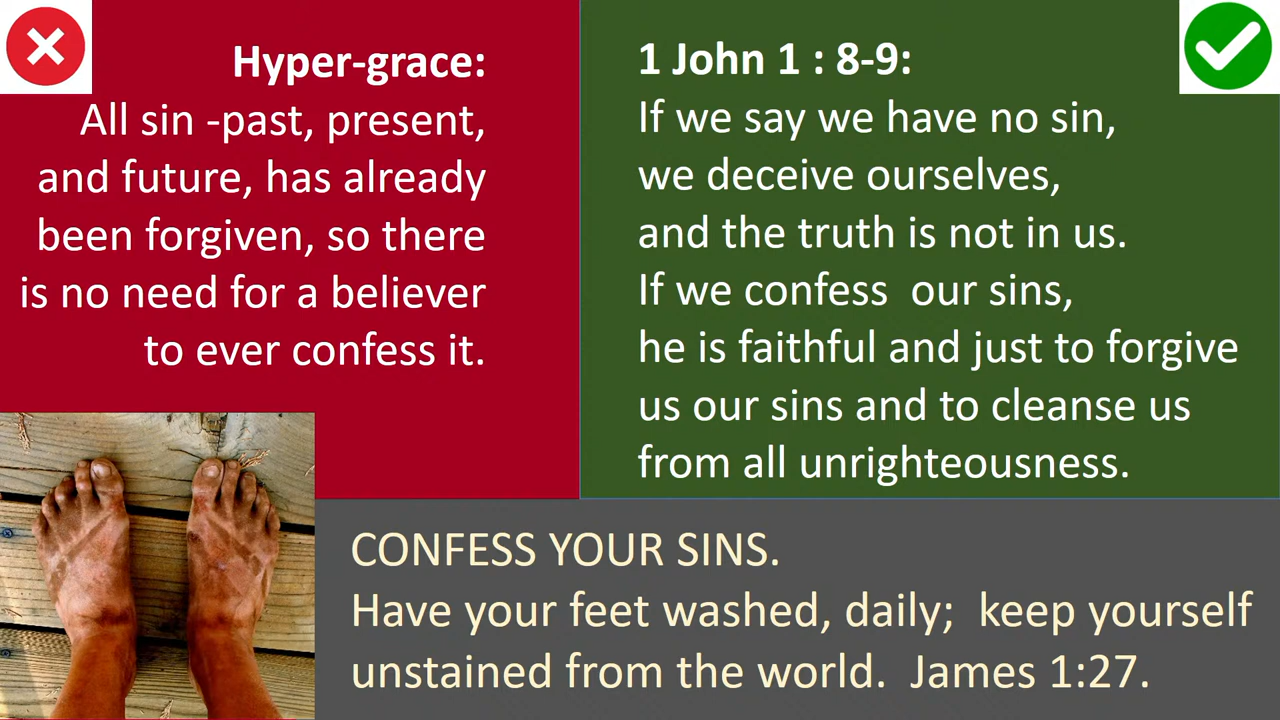 Hyper-grace:
All sin -past, present,
and future, has already
been forgiven, so there
is no need for a believer
to ever confess it.
1 John 1 : 8-9:
If we say we have no sin,
we deceive ourselves,
and the truth is not in us.
If we confess  our sins,
he is faithful and just to forgive
us our sins and to cleanse us
from all unrighteousness.
CONFESS YOUR SINS.
Have your feet washed, daily;  keep yourself
unstained from the world.  James 1:27.